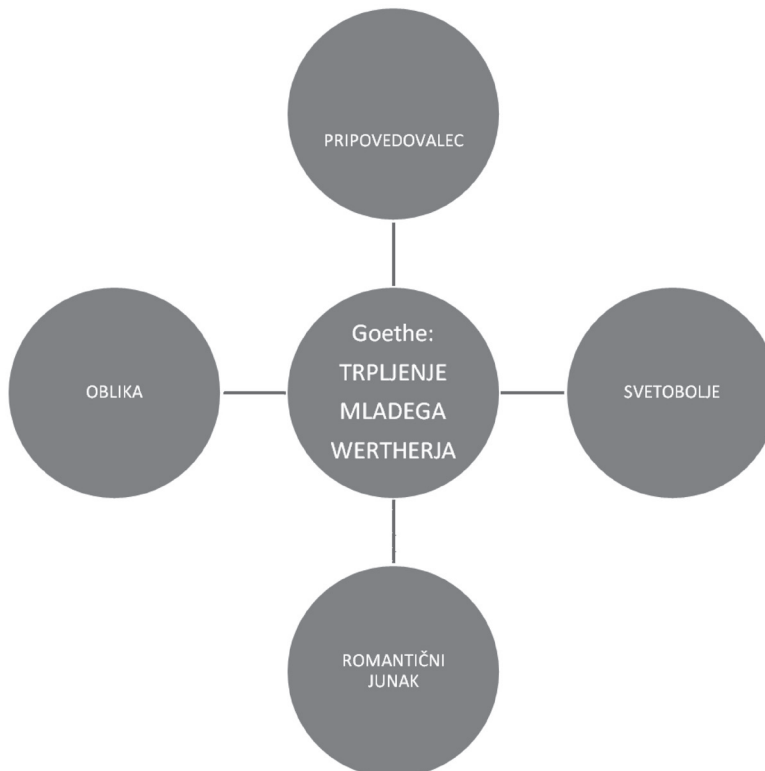 PRIPOVEDOVALEC
OBLIKA
Goethe:
TRPLJENJE
MLADEGA
WERTHERJA
SVETOBOLJE
ROMANTIČNI
JUNAK